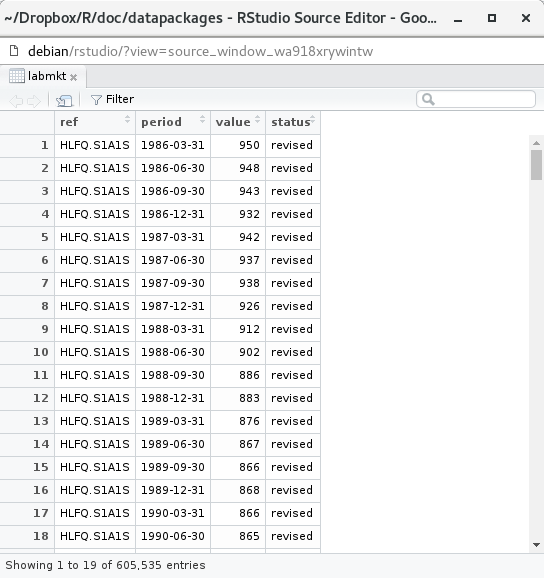 ~/Dropbox/R/doc/datapackages - RStudio Source Editor - Goo...
debian/rstudio/?view=source_window_wa918xrywintw
labmkt
Filter
ref period value status
1 HLFQ.S1A1S 1986-03-31 950 revised
2 HLFQ.S1A1S 1986-06-30 948 revised
3 HLFQ.S1A1S 1986-09-30 943 revised
4 HLFQ.S1A1S 1986-12-31 932 revised
5 HLFQ.S1A1S 1987-03-31 942 revised
6 HLFQ.S1A1S 1987-06-30 937 revised
7 HLFQ.S1A1S 1987-09-30 938 revised
8 HLFQ.S1A1S 1987-12-31 926 revised
9 HLFQ.S1A1S 1988-03-31 912 revised
10 HLFQ.S1A1S 1988-06-30 902 revised
11 HLFQ.S1A1S 1988-09-30 886 revised
12 HLFQ.S1A1S 1988-12-31 883 revised
13 HLFQ.S1A1S 1989-03-31 876 revised
14 HLFQ.S1A1S 1989-06-30 867 revised
15 HLFQ.S1A1S 1989-09-30 866 revised
16 HLFQ.S1A1S 1989-12-31 868 revised
17 HLFQ.S1A1S 1990-03-31 866 revised
18 HLFQ.S1A1S 1990-06-30 865 revised
Showing 1 to 19 of 605,535 entries